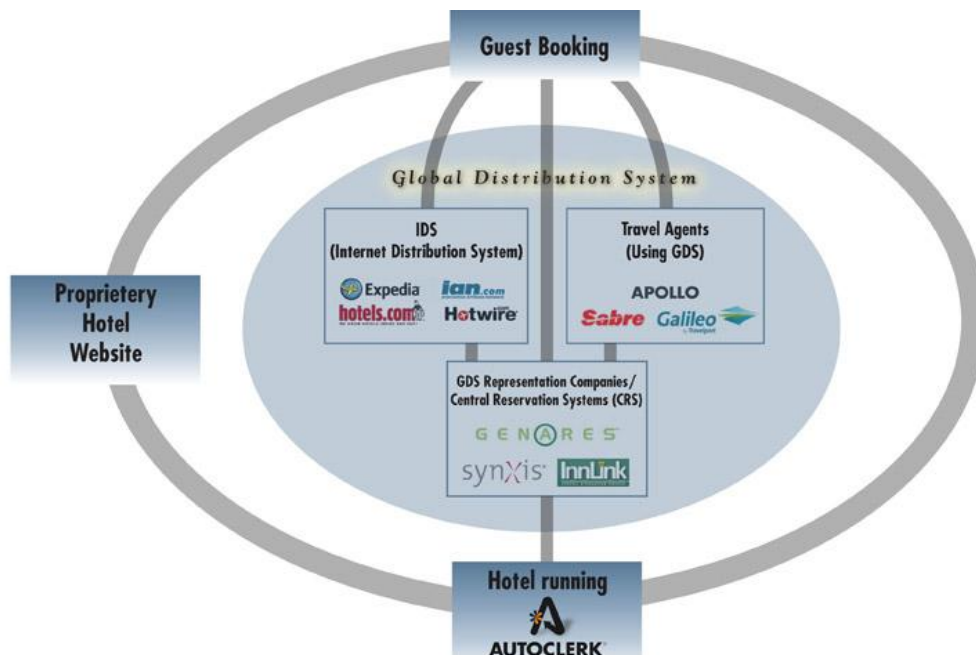 Guest Booking
Global Distribution System
IDS
(Internet Distribution System)
Expedia
ian.com
hotels.com
Hotwire
Travel Agents
(Using GDS)
APOLLO
Sabre
Galileo
by Travelport
Proprietery
Hotel
Website
GDS Representation Companies/
Central Reservation Systems (CRS)
GENARES
synxis
InnLink
Hotel running
AUTOCLERK